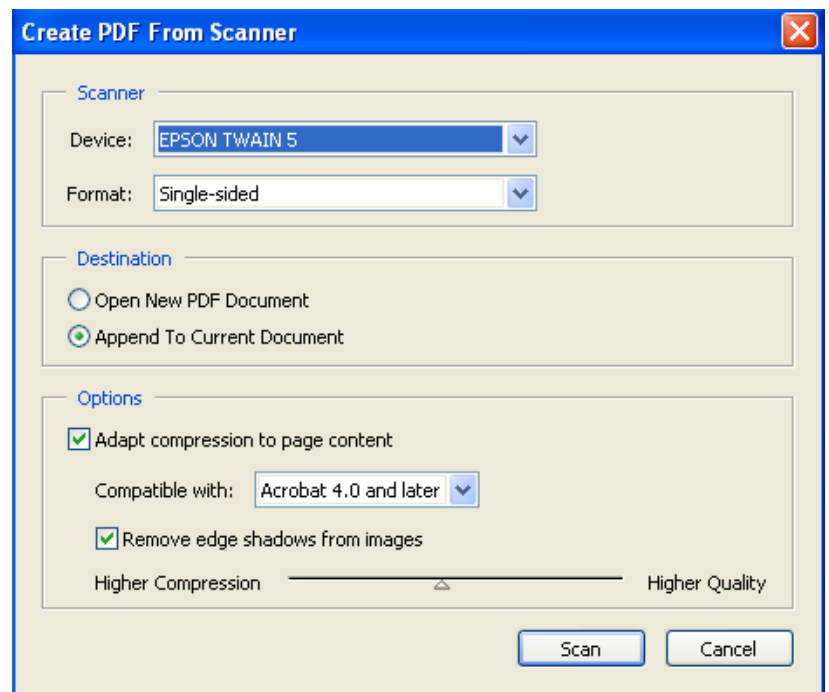 Create PDF From Scanner
Scanner
Device: EPSON TWAIN 5
Format: Single-sided
Destination
Open New PDF Document
Append To Current Document
Options
Adapt compression to page content
Compatible with: Acrobat 4.0 and later
Remove edge shadows from images
Higher Compression Higher Quality
Scan Cancel